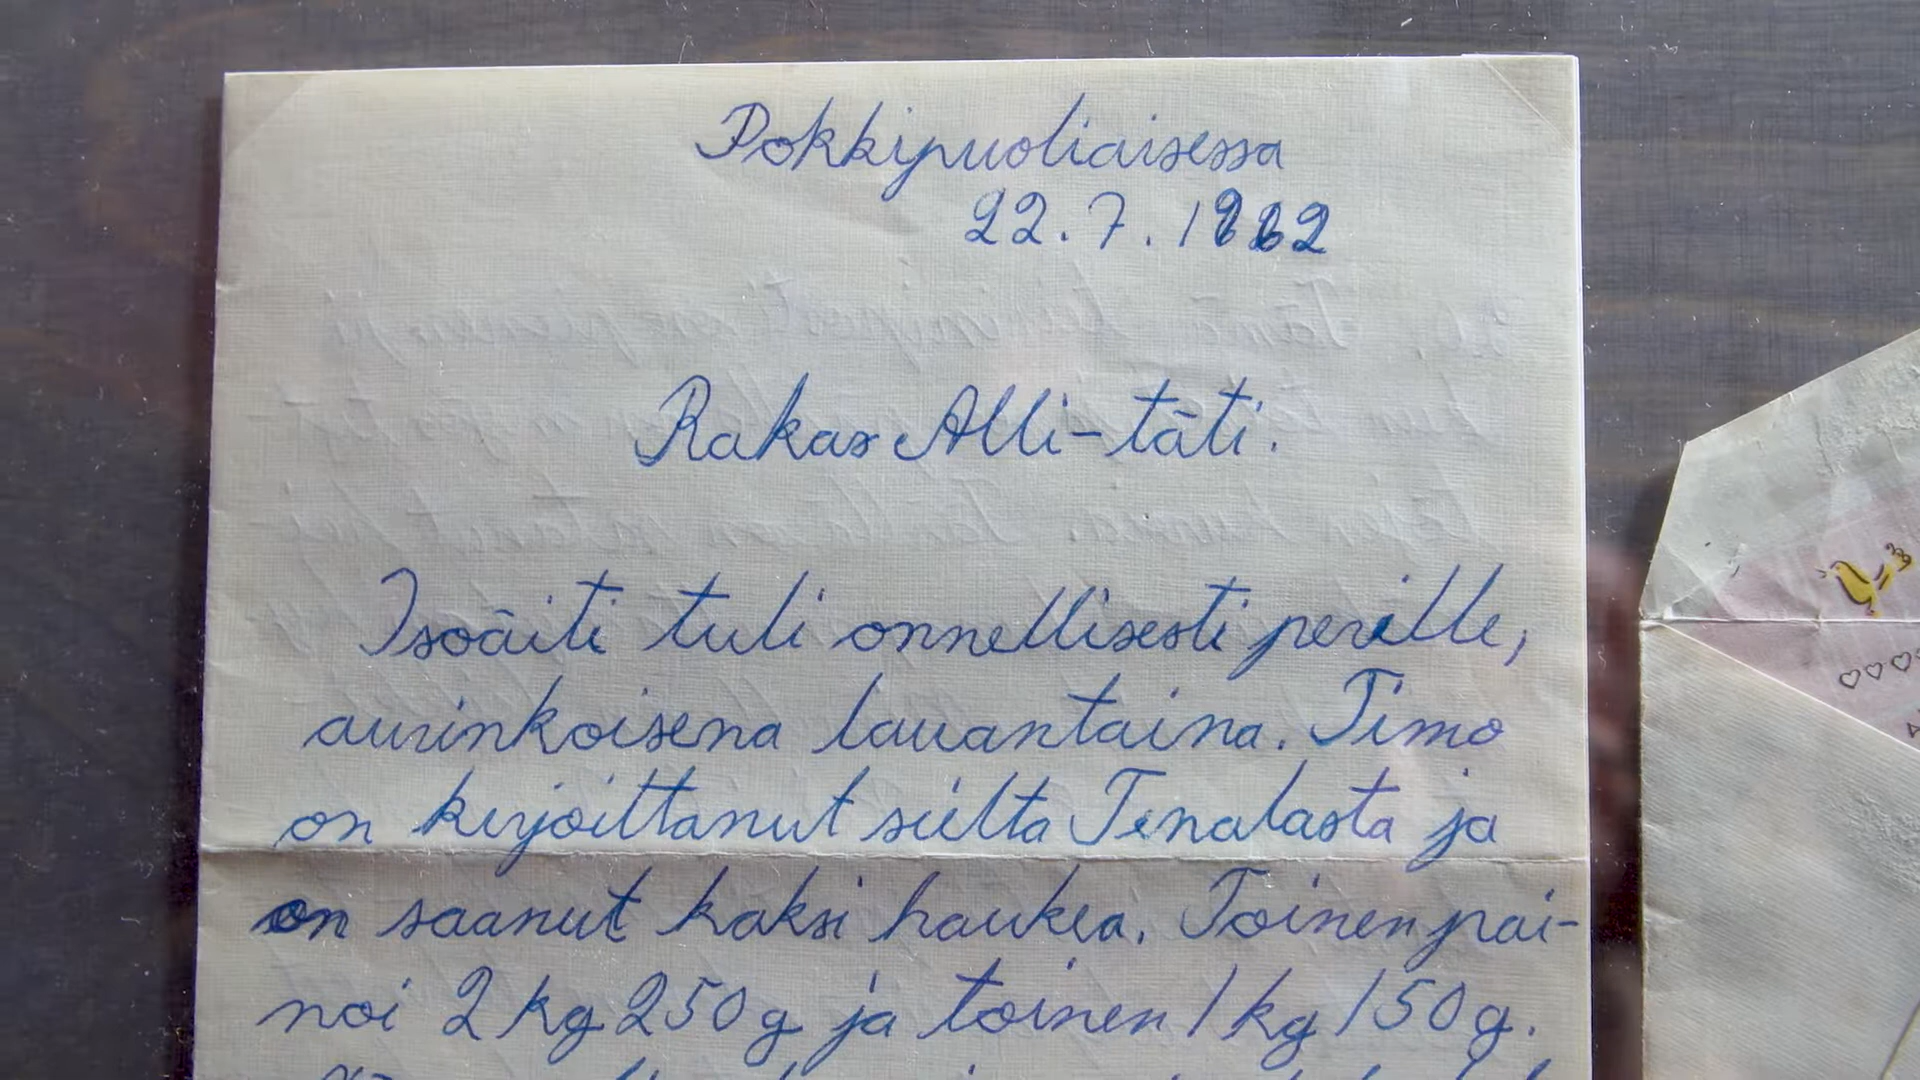 Pokkipuoliaisessa
22.7.1962
Rakas Alli-täti.
Isoäiti tuli onnellisesti perille,
aurinkoisena lauantaina. Timo
on kirjoittanut sieltä Tenalasta ja
on saanut kaksi haukea. Toinen pai-
noi 2 kg 250 g ja toinen 1 kg 150 g.